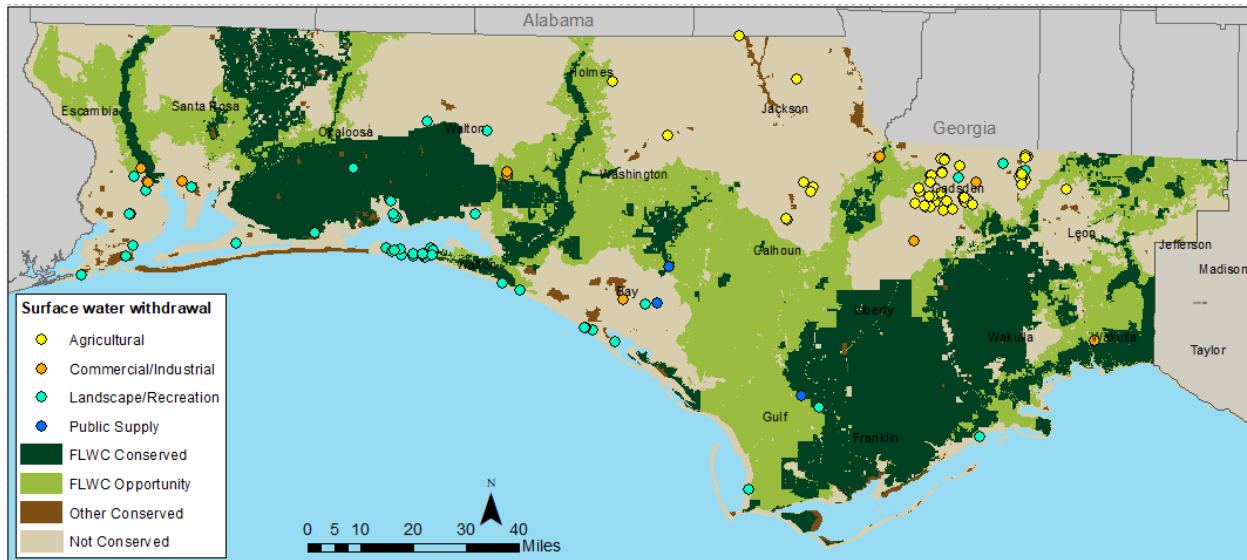 Alabama
Holmes
Escambia
Santa Rosa
Jackson
Okaloosa
Walton
Georgia
Washington
Gadsden
Leon
Jefferson
Calhoun
Madison
Walton
Bay
Liberty
Wakulla
Wakulla
Taylor
Gulf
Franklin
Surface water withdrawal
Agricultural
Commercial/Industrial
Landscape/Recreation
Public Supply
FLWC Conserved
FLWC Opportunity
Other Conserved
Not Conserved
N
0 5 10 20 30 40
Miles